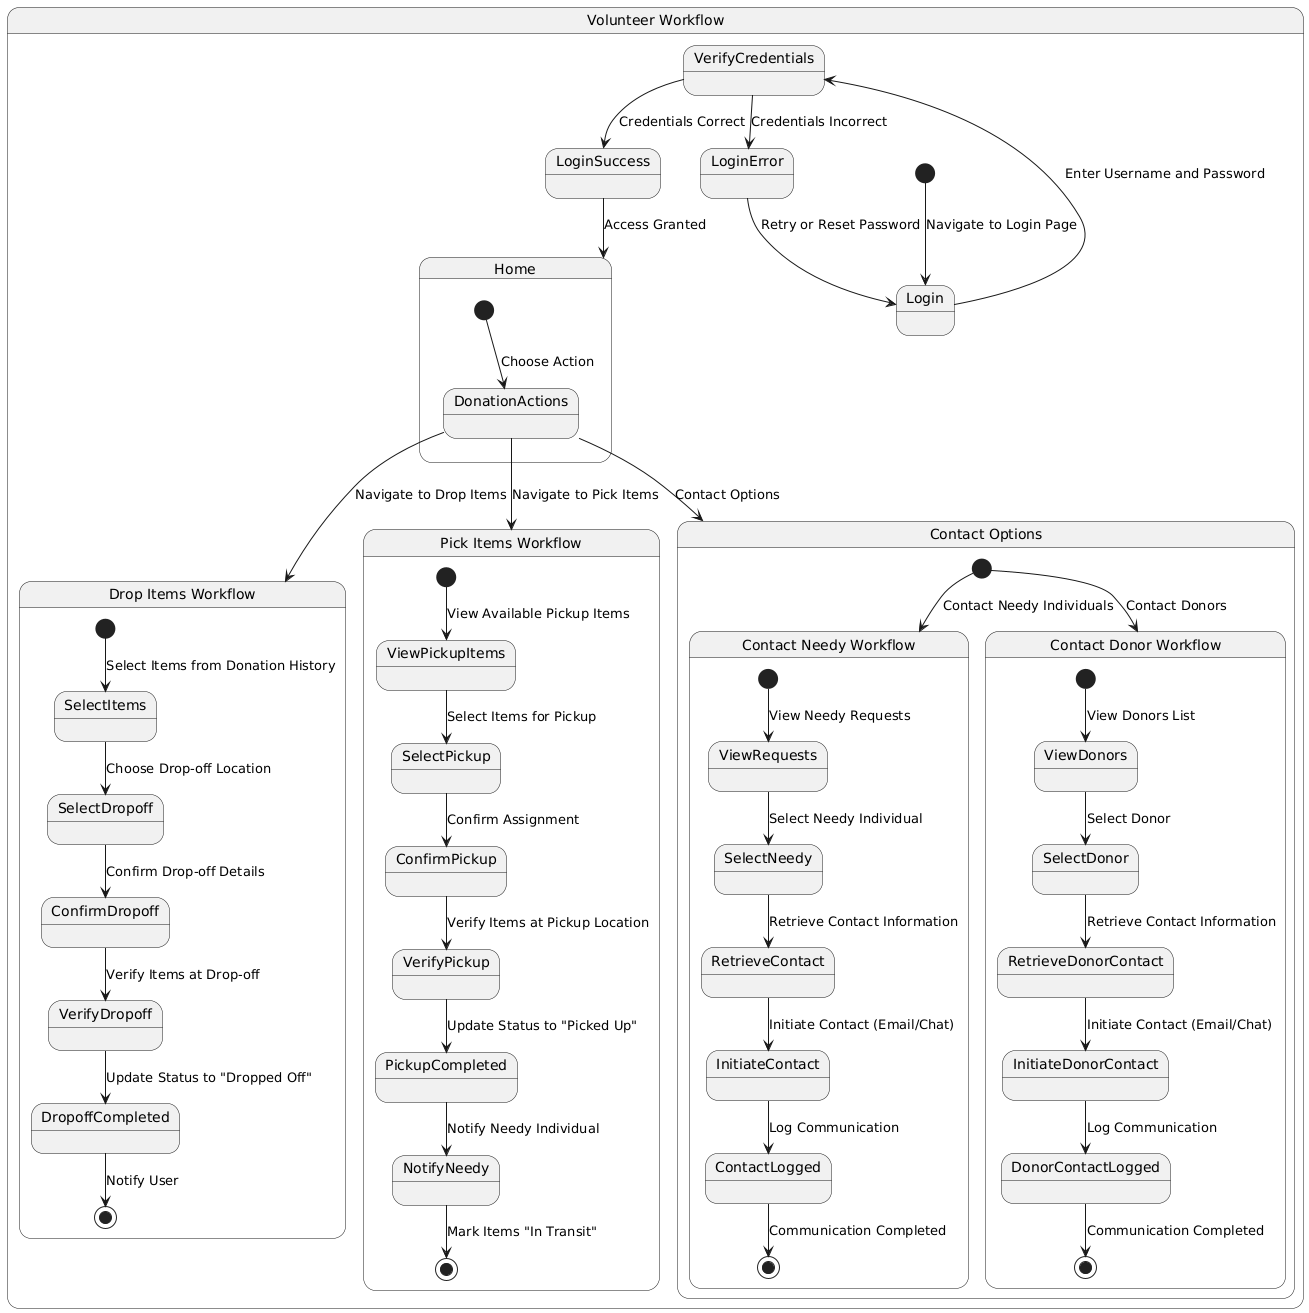 Volunteer Workflow
VerifyCredentials
Credentials Correct
Credentials Incorrect
LoginSuccess
LoginError
Enter Username and Password
Access Granted
Retry or Reset Password
Navigate to Login Page
Login
Home
Choose Action
DonationActions
Navigate to Drop Items
Navigate to Pick Items
Contact Options
Drop Items Workflow
Select Items from Donation History
SelectItems
Choose Drop-off Location
SelectDropoff
Confirm Drop-off Details
ConfirmDropoff
Verify Items at Drop-off
VerifyDropoff
Update Status to "Dropped Off"
DropoffCompleted
Notify User
Pick Items Workflow
View Available Pickup Items
ViewPickupItems
Select Items for Pickup
SelectPickup
Confirm Assignment
ConfirmPickup
Verify Items at Pickup Location
VerifyPickup
Update Status to "Picked Up"
PickupCompleted
Notify Needy Individual
NotifyNeedy
Mark Items "In Transit"
Contact Options
Contact Needy Individuals
Contact Donors
Contact Needy Workflow
View Needy Requests
ViewRequests
Select Needy Individual
SelectNeedy
Retrieve Contact Information
RetrieveContact
Initiate Contact (Email/Chat)
InitiateContact
Log Communication
ContactLogged
Communication Completed
Contact Donor Workflow
View Donors List
ViewDonors
Select Donor
SelectDonor
Retrieve Contact Information
RetrieveDonorContact
Initiate Contact (Email/Chat)
InitiateDonorContact
Log Communication
DonorContactLogged
Communication Completed